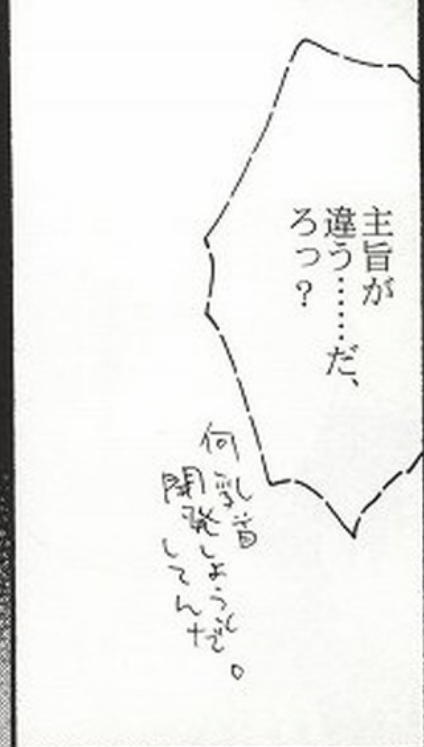 主旨が
違う……だ、
ろっ？
何乳首
開発しようと
してんだ。